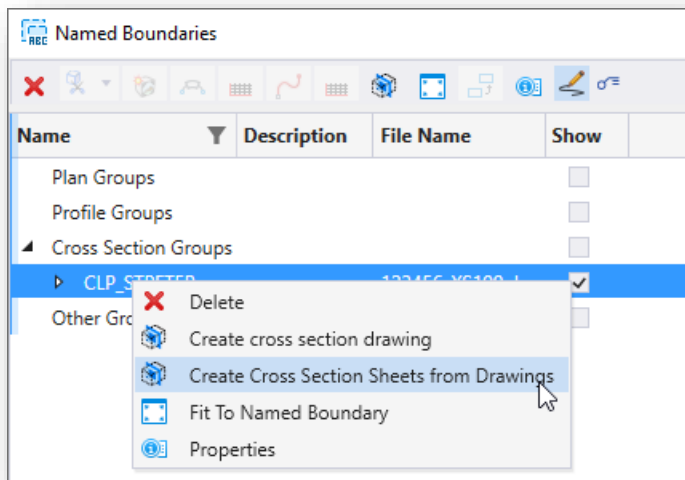 ABC Named Boundaries
Name Description File Name Show
Plan Groups
Profile Groups
Cross Section Groups
Delete
Create cross section drawing
Other
Create Cross Section Sheets from Drawings
Fit To Named Boundary
Properties